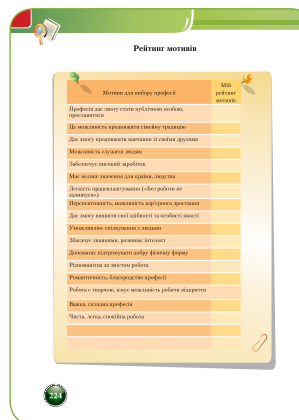 Рейтинг мотивів
Мотиви для вибору професії
Мій
рейтинг
мотивів
Професія дає змогу стати публічною особою,
прославитися
Це можливість продовжити сімейну традицію
Дає змогу продовжити навчання зі своїми друзями
Можливість служити людям
Забезпечує високий заробіток
Має велике значення для країни, людства
Легкість працевлаштування («Без роботи не
залишуся»)
Перспективність, можливість кар'єрного зростання
Дає змогу виявити свої здібності та особисті якості
Уможливлює спілкування з людьми
Збагачує знаннями, розвиває інтелект
Допомагає підтримувати добру фізичну форму
Різноманітна за змістом робота
Романтичність, благородство професії
Робота є творчою, існує можливість робити відкриття
Важка, складна професія
Чиста, легка, спокійна робота
224